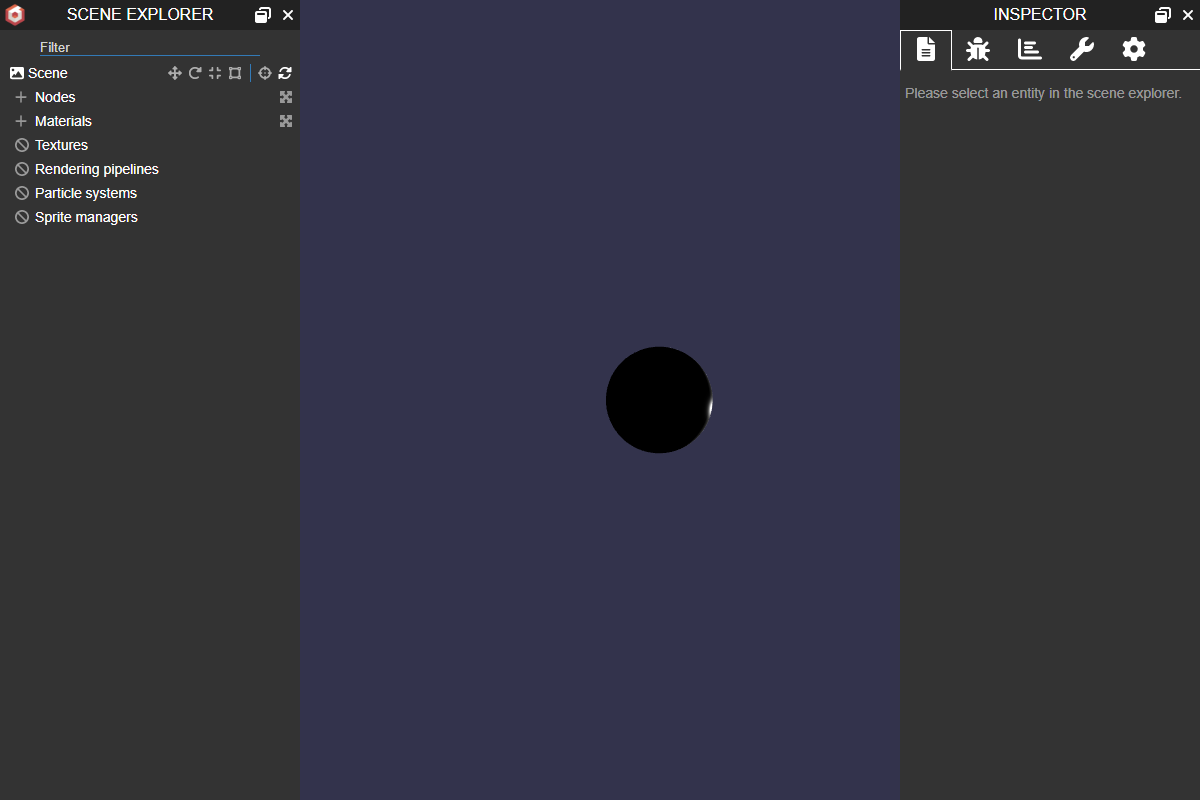 SCENE EXPLORER
Filter
Scene
Nodes
Materials
Textures
Rendering pipelines
Particle systems
Sprite managers
INSPECTOR
Please select an entity in the scene explorer.